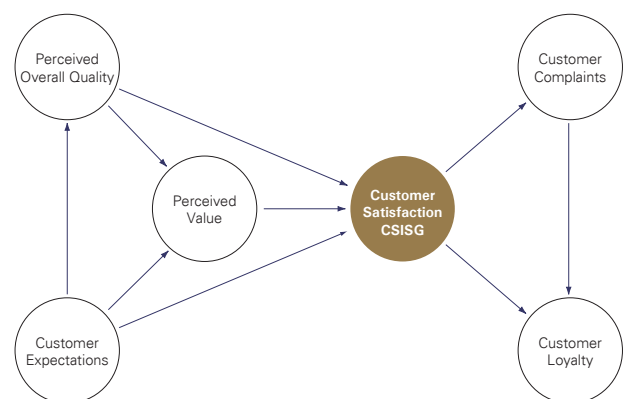 Perceived
Overall Quality
Customer
Complaints
Perceived
Value
Customer
Satisfaction
CSISG
Customer
Expectations
Customer
Loyalty